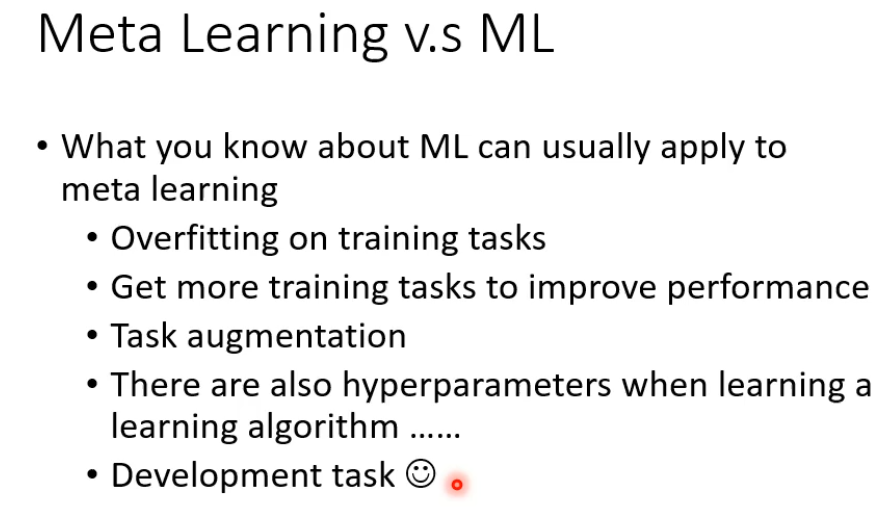 Meta Learning v.s ML
• What you know about ML can usually apply to
meta learning
• Overfitting on training tasks
• Get more training tasks to improve performance
• Task augmentation
• There are also hyperparameters when learning a
learning algorithm ......
• Development task ☺